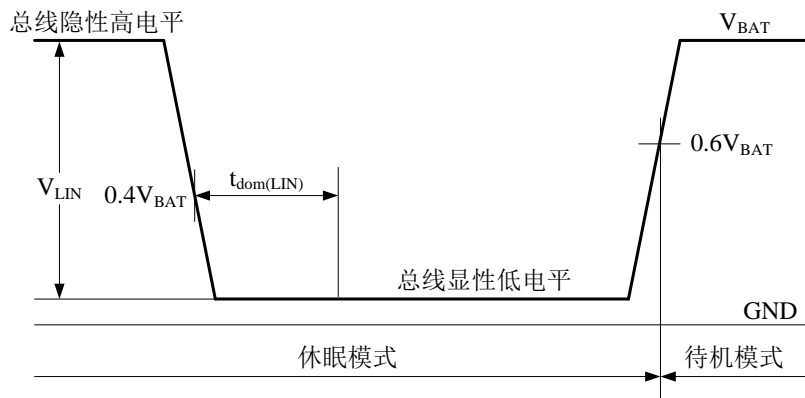 总线隐性高电平
V_BAT
0.6V_BAT
t_dom(LIN)
V_LIN
0.4V_BAT
总线显性低电平
GND
休眠模式
待机模式